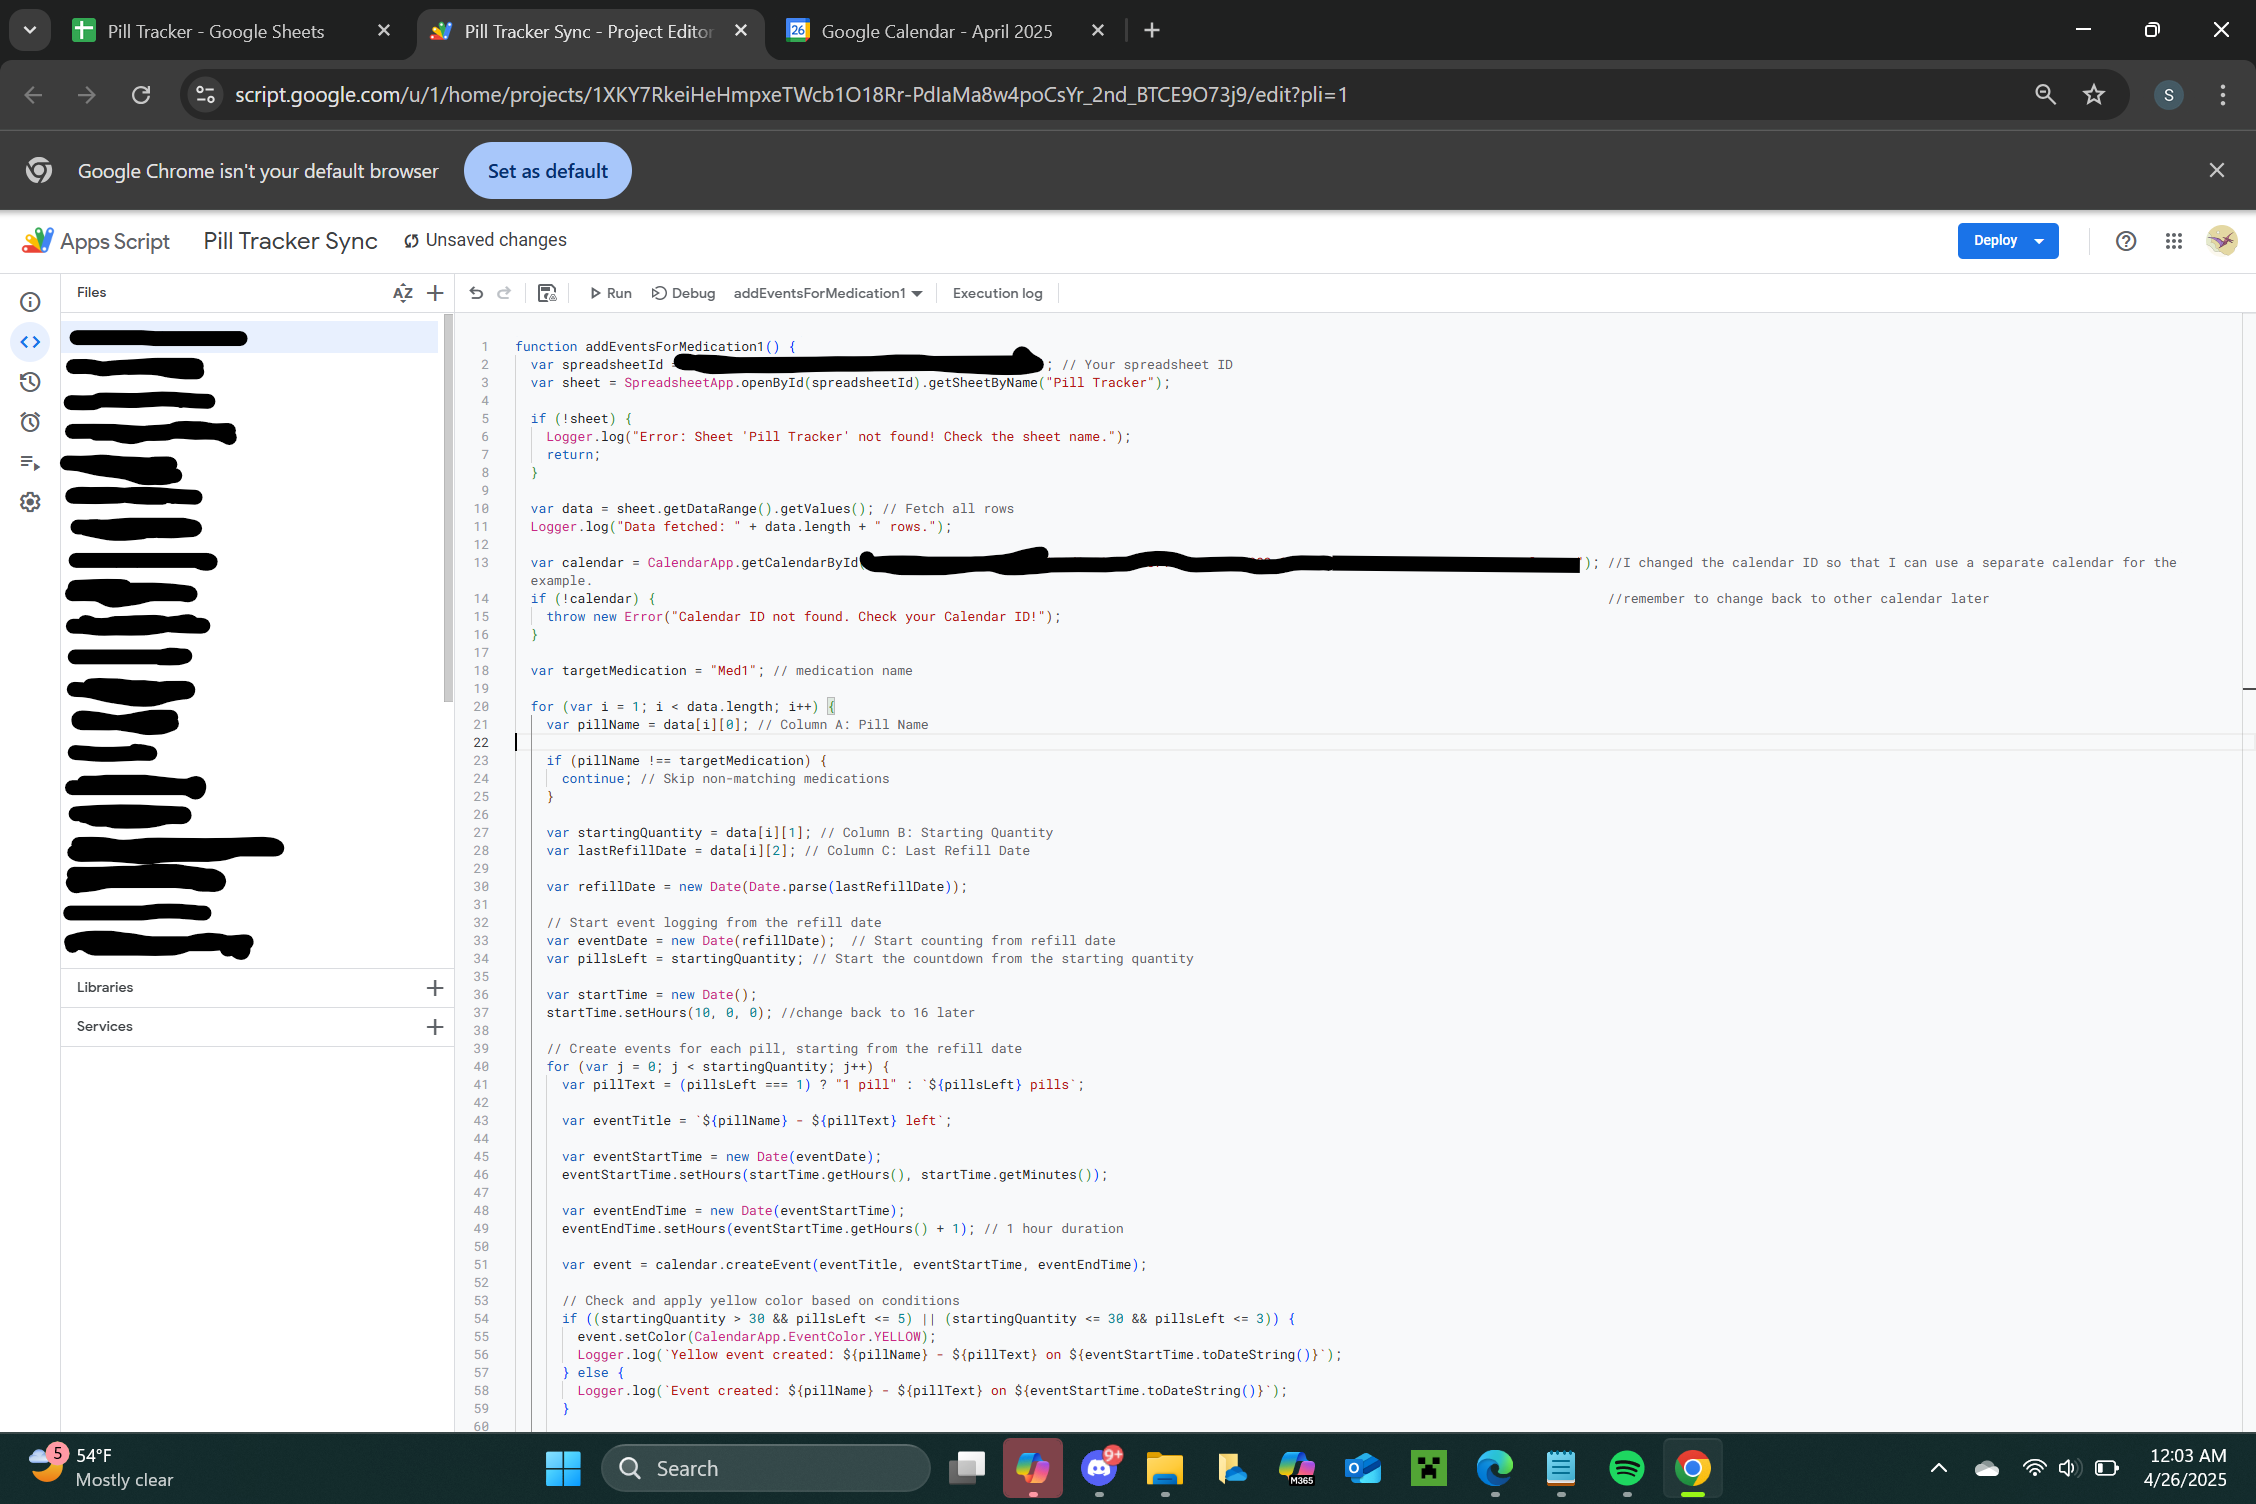 Pill Tracker - Google Sheets
Pill Tracker Sync - Project Editor
26
Google Calendar - April 2025
script.google.com/u/1/home/projects/1XKY7RkeiHeHmpxeTWcb1O18Rr-PdIaMa8w4poCsYr_2nd_BTCE9O73j9/edit?pli=1
S
Google Chrome isn't your default browser
Set as default
Apps Script
Pill Tracker Sync
Unsaved changes
Deploy
Files
AZ
Run
Debug
addEventsForMedication1
Execution log
Libraries
Services
1 function addEventsForMedication1() {
2 var spreadsheetId = ; // Your spreadsheet ID
3 var sheet = SpreadsheetApp.openById(spreadsheetId).getSheetByName("Pill Tracker");
4
5 if (!sheet) {
6 Logger.log("Error: Sheet 'Pill Tracker' not found! Check the sheet name.");
7 return;
8 }
9
10 var data = sheet.getDataRange().getValues(); // Fetch all rows
11 Logger.log("Data fetched: " + data.length + " rows.");
12
13 var calendar = CalendarApp.getCalendarById( "); //I changed the calendar ID so that I can use a separate calendar for the
example.
14 if (!calendar) { //remember to change back to other calendar later
15 throw new Error("Calendar ID not found. Check your Calendar ID!");
16 }
17
18 var targetMedication = "Med1"; // medication name
19
20 for (var i = 1; i < data.length; i++) {
21 var pillName = data[i][0]; // Column A: Pill Name
22
23 if (pillName !== targetMedication) {
24 continue; // Skip non-matching medications
25 }
26
27 var startingQuantity = data[i][1]; // Column B: Starting Quantity
28 var lastRefillDate = data[i][2]; // Column C: Last Refill Date
29
30 var refillDate = new Date(Date.parse(lastRefillDate));
31
32 // Start event logging from the refill date
33 var eventDate = new Date(refillDate); // Start counting from refill date
34 var pillsLeft = startingQuantity; // Start the countdown from the starting quantity
35
36 var startTime = new Date();
37 startTime.setHours(10, 0, 0); //change back to 16 later
38
39 // Create events for each pill, starting from the refill date
40 for (var j = 0; j < startingQuantity; j++) {
41 var pillText = (pillsLeft === 1) ? "1 pill" : `${pillsLeft} pills`;
42
43 var eventTitle = `${pillName} - ${pillText} left`;
44
45 var eventStartTime = new Date(eventDate);
46 eventStartTime.setHours(startTime.getHours(), startTime.getMinutes());
47
48 var eventEndTime = new Date(eventStartTime);
49 eventEndTime.setHours(eventStartTime.getHours() + 1); // 1 hour duration
50
51 var event = calendar.createEvent(eventTitle, eventStartTime, eventEndTime);
52
53 // Check and apply yellow color based on conditions
54 if ((startingQuantity > 30 && pillsLeft <= 5) || (startingQuantity <= 30 && pillsLeft <= 3)) {
55 event.setColor(CalendarApp.EventColor.YELLOW);
56 Logger.log(`Yellow event created: ${pillName} - ${pillText} on ${eventStartTime.toDateString()}`);
57 } else {
58 Logger.log(`Event created: ${pillName} - ${pillText} on ${eventStartTime.toDateString()}`);
59 }
60
5
54°F
Mostly clear
Search
9+
M365
12:03 AM
4/26/2025